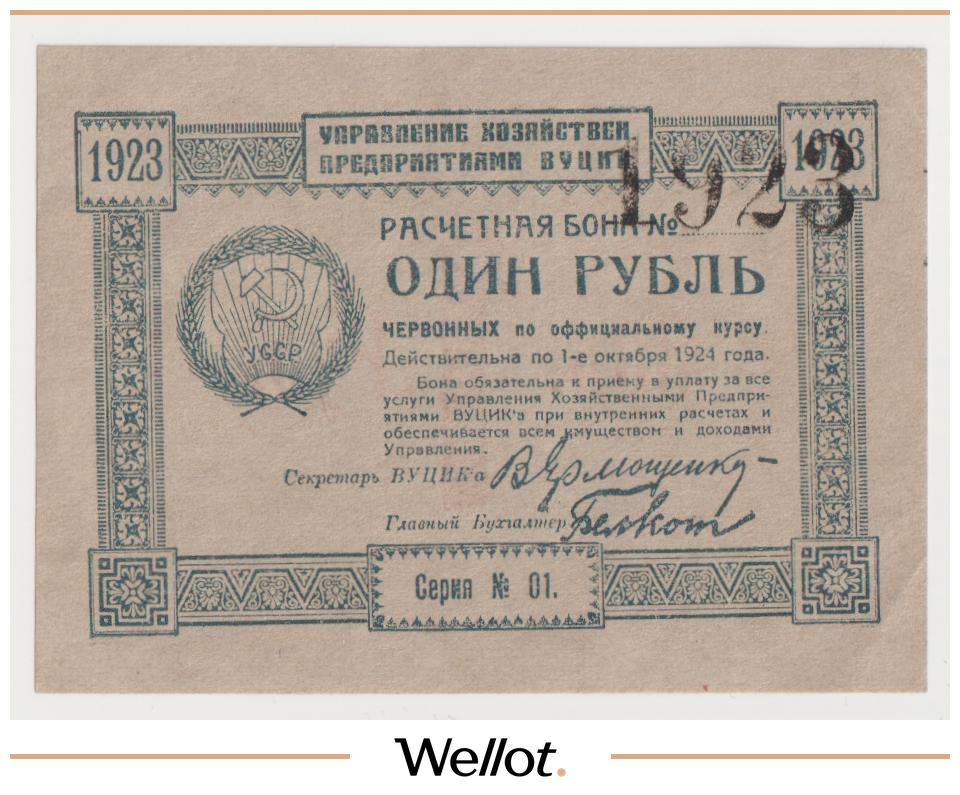 УПРАВЛЕНИЕ ХОЗЯЙСТВЕН.
ПРЕДПРИЯТИЯМИ ВУЦИК
1923
1923
1923
РАСЧЕТНАЯ БОНА №
ОДИН РУБЛЬ
УССР
ЧЕРВОННЫХ по оффициальному курсу.
Действительна по 1-е октября 1924 года.
Бона обязательна к приему в уплату за все
услуги Управления Хозяйственными Предпри-
ятиями ВУЦИК'а при внутренних расчетах и
обеспечивается всем имуществом и доходами
Управления.
Секретарь ВУЦИК'а В Ярмощенко
Главный Бухгалтер
Серия № 01.
Wellot.